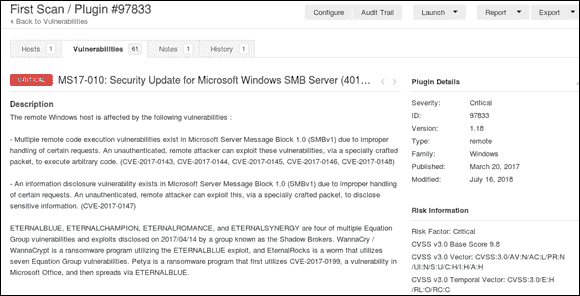 First Scan / Plugin #97833
< Back to Vulnerabilities
Configure
Audit Trail
Launch
Report
Export
Hosts 1
Vulnerabilities 61
Notes 1
History 1
CRITICAL
MS17-010: Security Update for Microsoft Windows SMB Server (401...
Description
The remote Windows host is affected by the following vulnerabilities :
- Multiple remote code execution vulnerabilities exist in Microsoft Server Message Block 1.0 (SMBv1) due to improper
handling of certain requests. An unauthenticated, remote attacker can exploit these vulnerabilities, via a specially crafted
packet, to execute arbitrary code. (CVE-2017-0143, CVE-2017-0144, CVE-2017-0145, CVE-2017-0146, CVE-2017-0148)
- An information disclosure vulnerability exists in Microsoft Server Message Block 1.0 (SMBv1) due to improper handling
of certain requests. An unauthenticated, remote attacker can exploit this, via a specially crafted packet, to disclose
sensitive information. (CVE-2017-0147)
ETERNALBLUE, ETERNALCHAMPION, ETERNALROMANCE, and ETERNALSYNERGY are four of multiple Equation
Group vulnerabilities and exploits disclosed on 2017/04/14 by a group known as the Shadow Brokers. WannaCry /
WannaCrypt is a ransomware program utilizing the ETERNALBLUE exploit, and EternalRocks is a worm that utilizes
seven Equation Group vulnerabilities. Petya is a ransomware program that first utilizes CVE-2017-0199, a vulnerability in
Microsoft Office, and then spreads via ETERNALBLUE.
Plugin Details
Severity: Critical
ID: 97833
Version: 1.18
Type: remote
Family: Windows
Published: March 20, 2017
Modified: July 16, 2018
Risk Information
Risk Factor: Critical
CVSS v3.0 Base Score 9.8
CVSS v3.0 Vector: CVSS:3.0/AV:N/AC:L/PR:N
/UI:N/S:U/C:H/I:H/A:H
CVSS v3.0 Temporal Vector: CVSS:3.0/E:H
/RL:O/RC:C